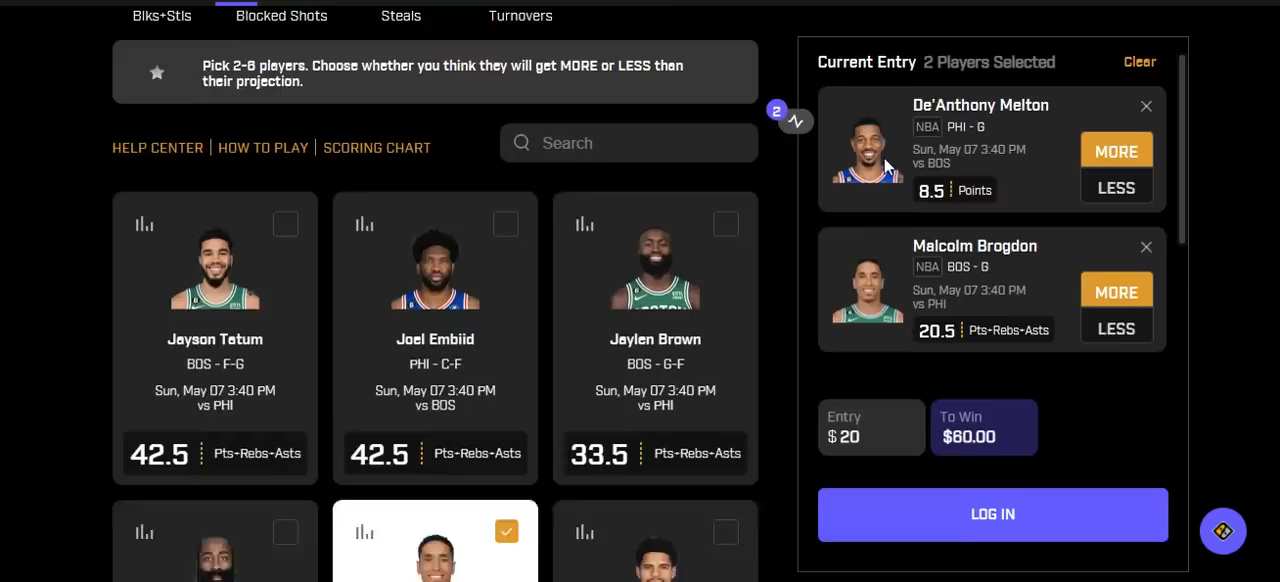 Blks+Stls
Blocked Shots
Steals
Turnovers
Pick 2-6 players. Choose whether you think they will get MORE or LESS than
their projection.
HELP CENTER
HOW TO PLAY
SCORING CHART
Search
Jayson Tatum
BOS - F-G
Sun, May 07 3:40 PM
vs PHI
42.5
Pts+Rebs+Asts
Joel Embiid
PHI - C-F
Sun, May 07 3:40 PM
vs BOS
42.5
Pts+Rebs+Asts
Jaylen Brown
BOS - G-F
Sun, May 07 3:40 PM
vs PHI
33.5
Pts+Rebs+Asts
2
Current Entry 2 Players Selected
Clear
De'Anthony Melton
NBA PHI - G
Sun, May 07 3:40 PM
vs BOS
8.5 Points
MORE
LESS
Malcolm Brogdon
NBA BOS - G
Sun, May 07 3:40 PM
vs PHI
20.5 Pts+Rebs+Asts
MORE
LESS
Entry
$ 20
To Win
$60.00
LOG IN